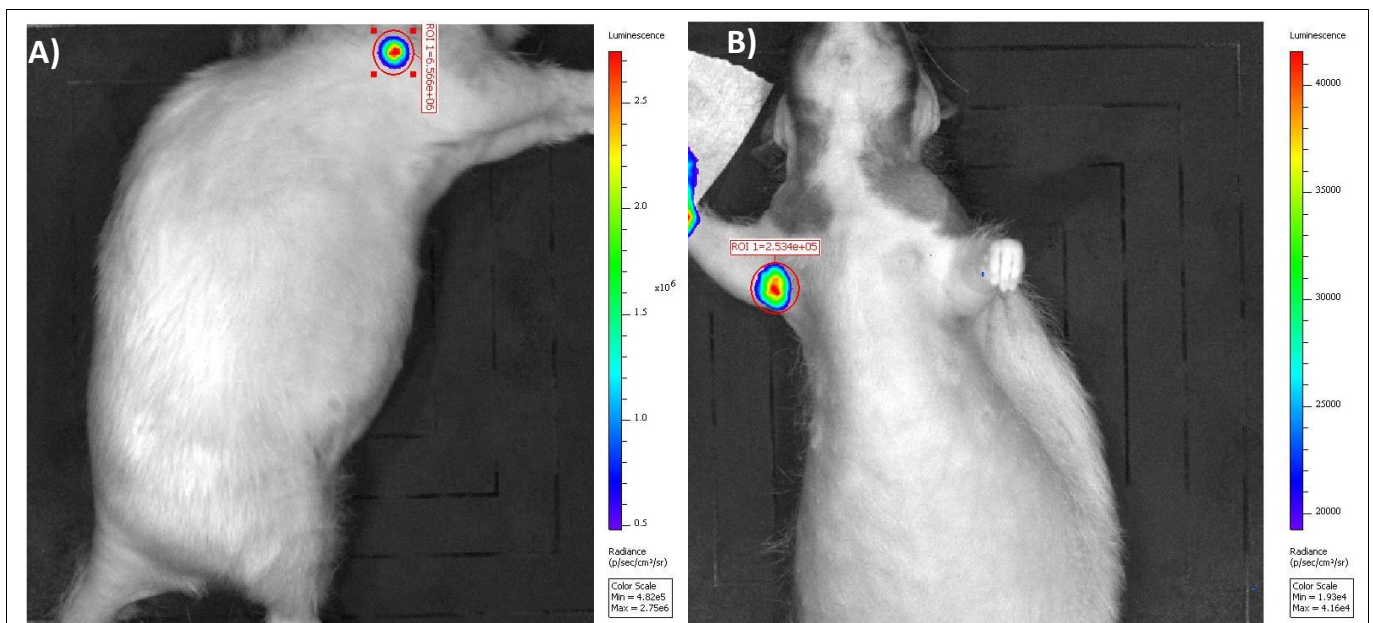 A)
ROI 1=6.566e+06
Luminescence
2.5
2.0
x10⁶
1.5
1.0
0.5
Radiance
(p/sec/cm²/sr)
Color Scale
Min = 4.82e5
Max = 2.75e6
B)
ROI 1=2.534e+05
Luminescence
40000
35000
30000
25000
20000
Radiance
(p/sec/cm²/sr)
Color Scale
Min = 1.93e4
Max = 4.16e4